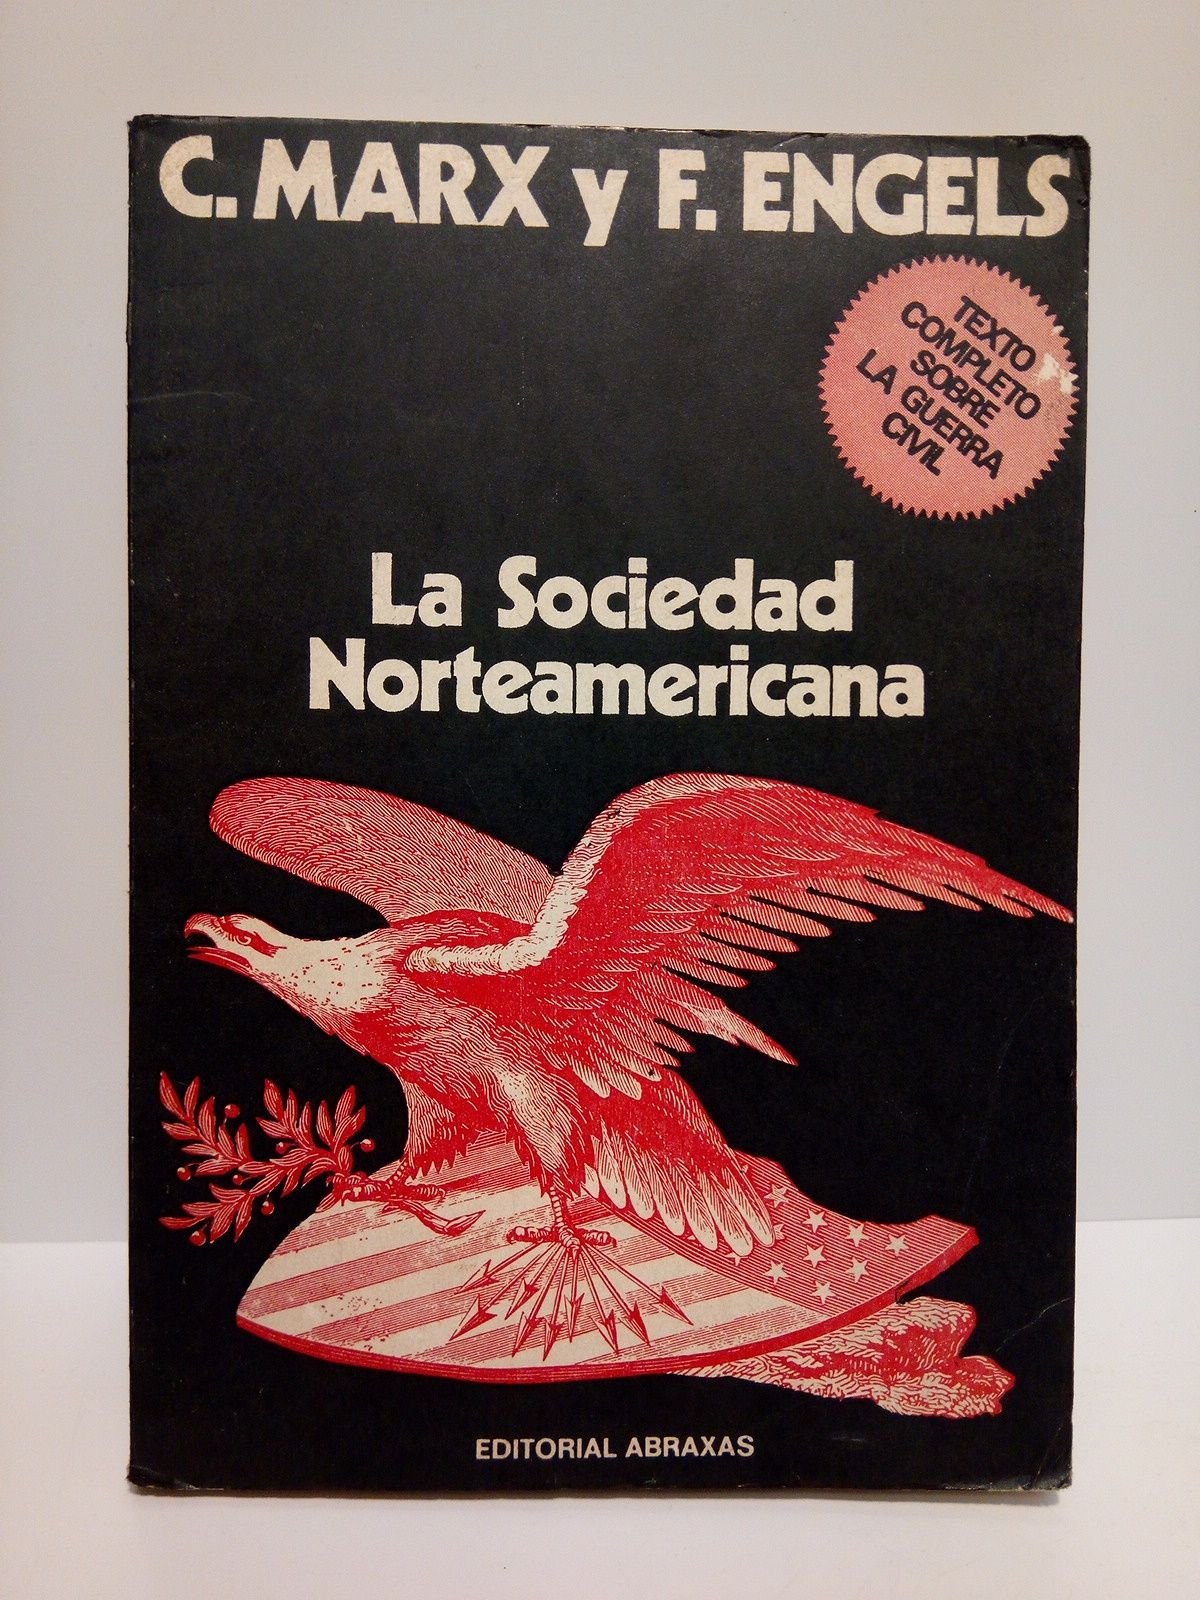 C. MARX y F. ENGELS
TEXTO
COMPLETO
SOBRE
LA GUERRA
CIVIL
La Sociedad
Norteamericana
EDITORIAL ABRAXAS